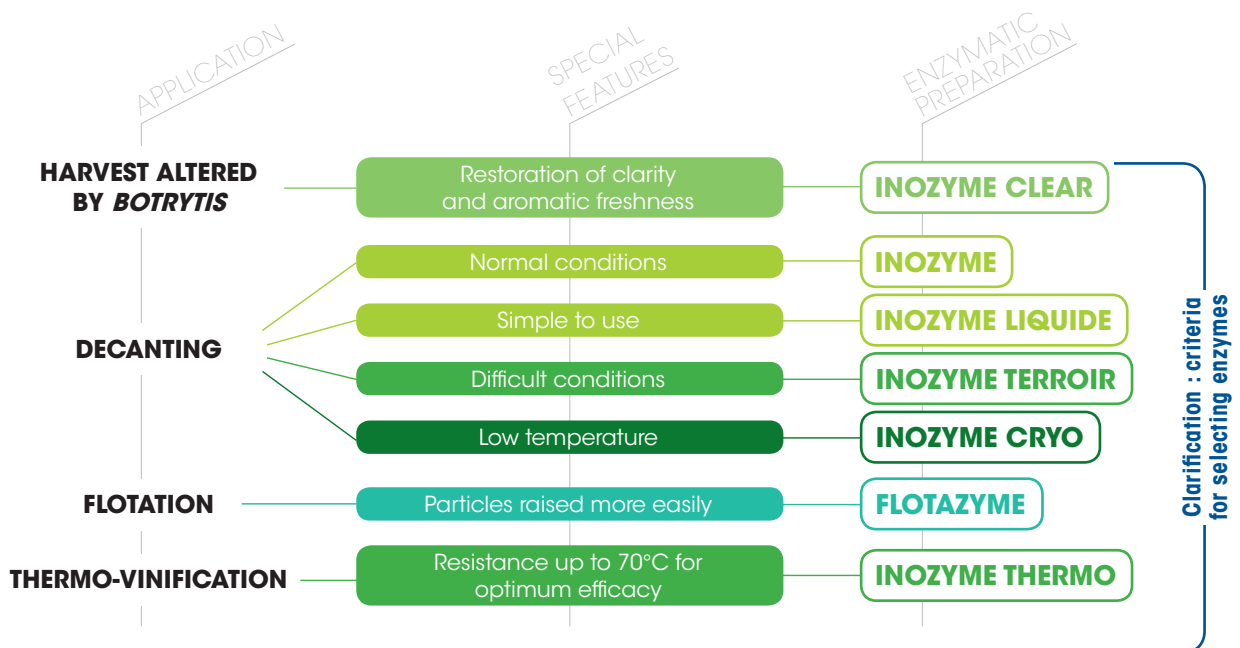 APPLICATION
SPECIAL
FEATURES
ENZYMATIC
PREPARATION
HARVEST ALTERED
BY BOTRYTIS
Restoration of clarity
and aromatic freshness
INOZYME CLEAR
DECANTING
Normal conditions
INOZYME
Simple to use
INOZYME LIQUIDE
Difficult conditions
INOZYME TERROIR
Low temperature
INOZYME CRYO
FLOTATION
Particles raised more easily
FLOTAZYME
THERMO-VINIFICATION
Resistance up to 70°C for
optimum efficacy
INOZYME THERMO
Clarification : criteria
for selecting enzymes